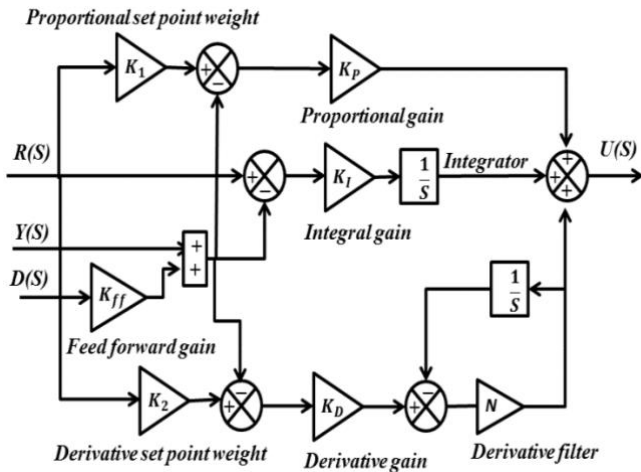 Proportional set point weight
K1
+
−
KP
Proportional gain
R(S)
+
−
KI
1/S
Integrator
+
+
+
U(S)
Integral gain
Y(S)
+
+
D(S)
Kff
Feed forward gain
1/S
K2
+
−
KD
+
−
N
Derivative set point weight
Derivative gain
Derivative filter